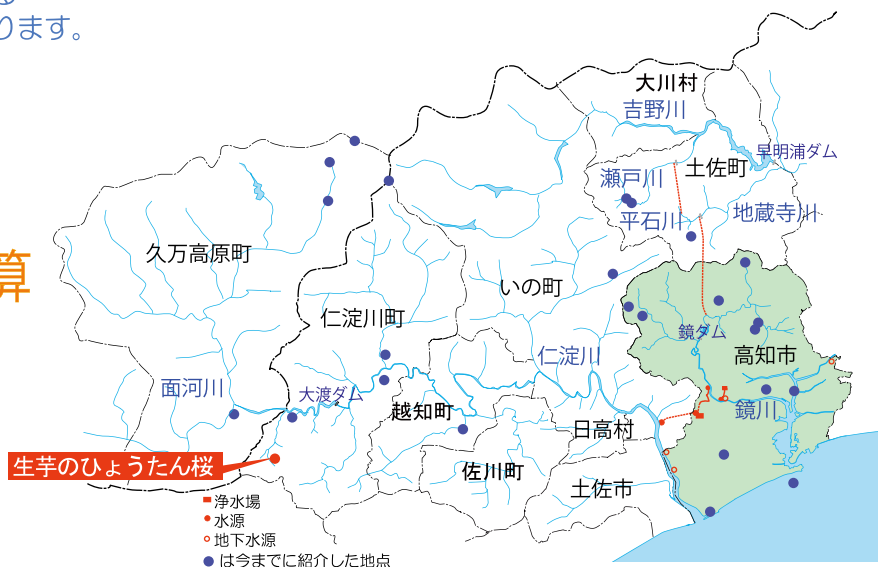 ります。
算
大川村
吉野川
早明浦ダム
土佐町
瀬戸川
平石川
地蔵寺川
久万高原町
いの町
仁淀川町
鏡ダム
高知市
仁淀川
面河川
大渡ダム
越知町
鏡川
日高村
生芋のひょうたん桜
佐川町
土佐市
浄水場
水源
地下水源
は今までに紹介した地点